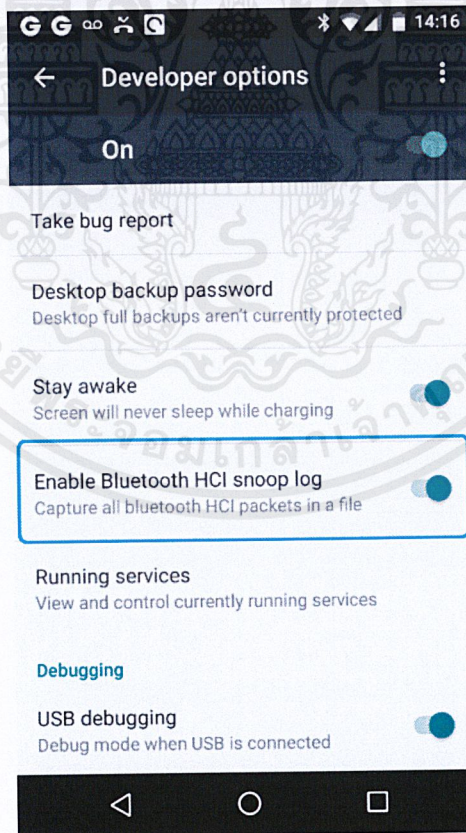 14:16
Developer options
On
Take bug report
Desktop backup password
Desktop full backups aren't currently protected
Stay awake
Screen will never sleep while charging
Enable Bluetooth HCI snoop log
Capture all bluetooth HCI packets in a file
Running services
View and control currently running services
Debugging
USB debugging
Debug mode when USB is connected